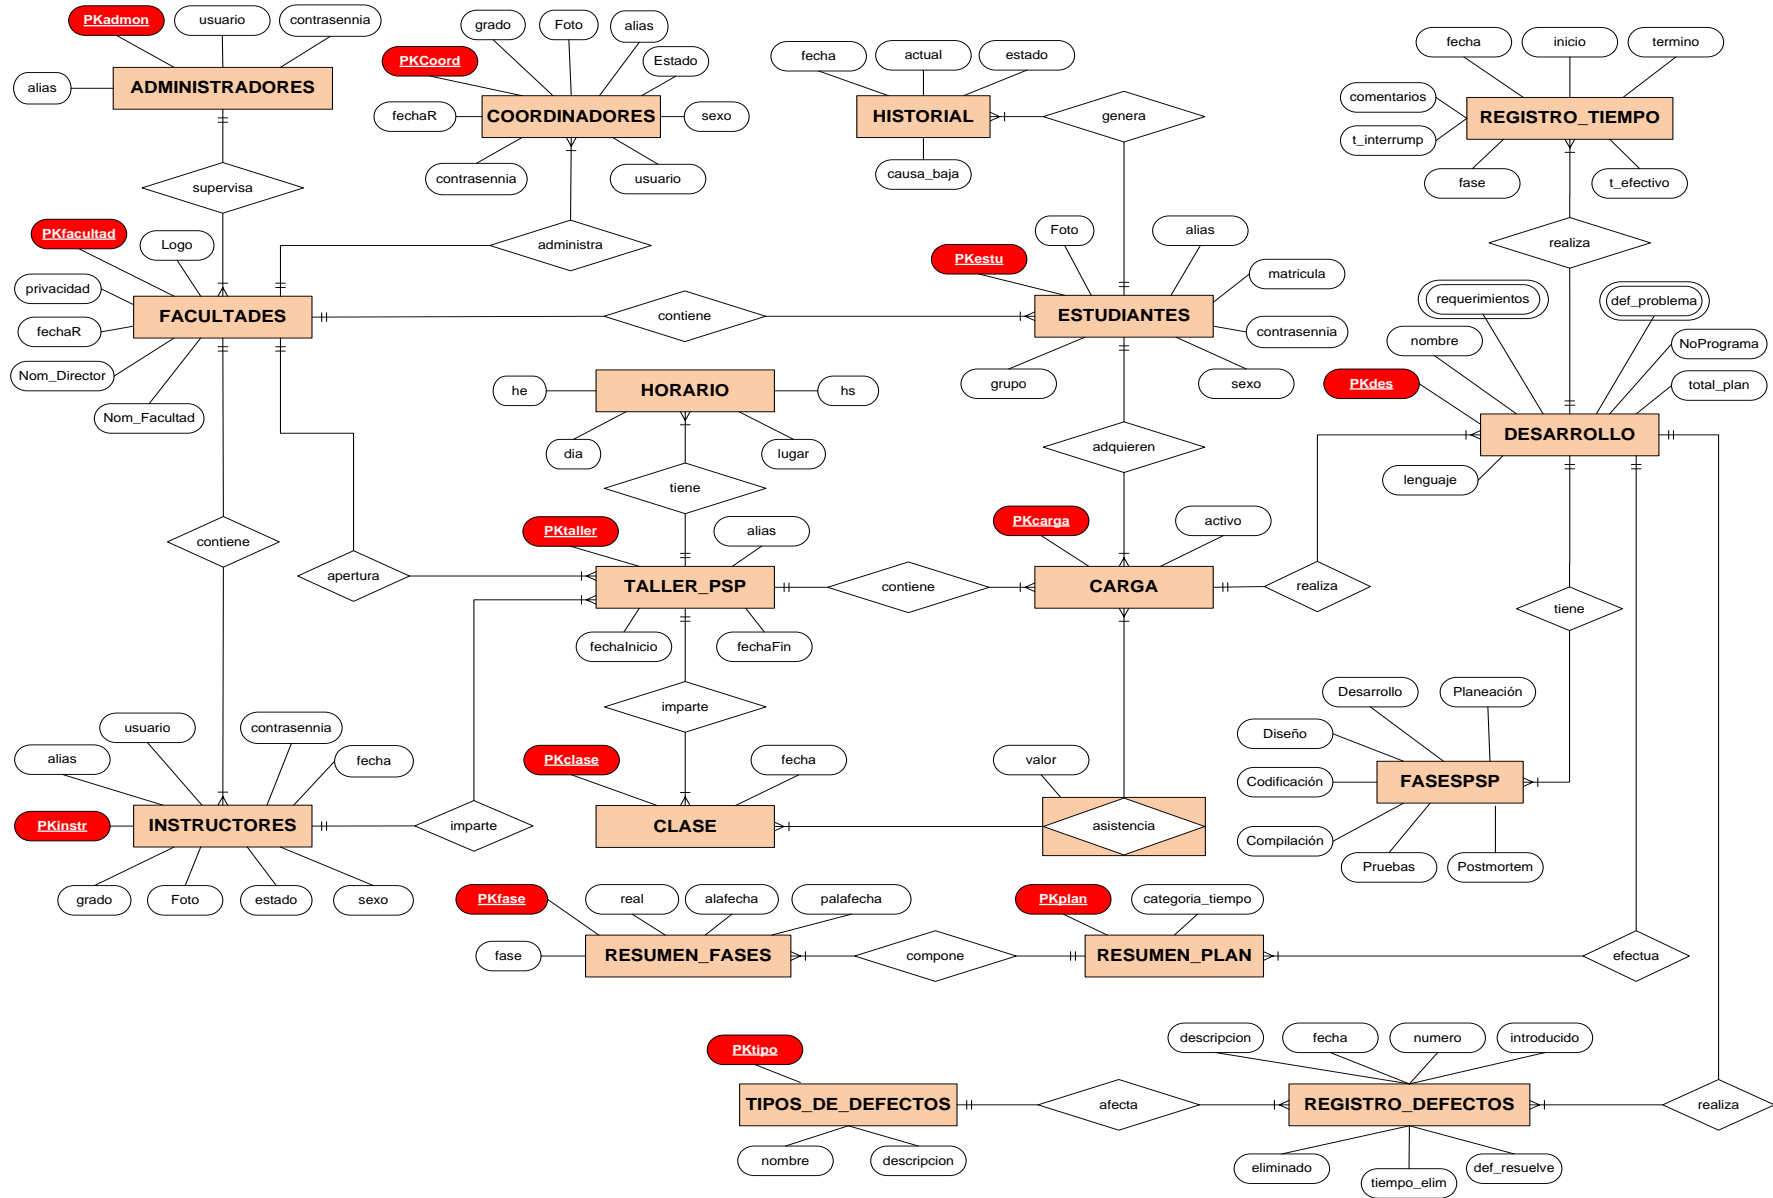 PKadmon
usuario
contrasennia
alias
ADMINISTRADORES
supervisa
grado
Foto
alias
PKCoord
Estado
fechaR
COORDINADORES
sexo
contrasennia
usuario
administra
fecha
actual
estado
HISTORIAL
causa_baja
genera
fecha
inicio
termino
comentarios
REGISTRO_TIEMPO
t_interrump
fase
t_efectivo
realiza
PKfacultad
Logo
privacidad
FACULTADES
fechaR
Nom_Director
Nom_Facultad
contiene
Foto
alias
PKestu
matricula
ESTUDIANTES
contrasennia
grupo
sexo
requerimientos
def_problema
nombre
NoPrograma
PKdes
total_plan
DESARROLLO
lenguaje
he
HORARIO
hs
dia
lugar
tiene
adquieren
contiene
apertura
PKtaller
alias
TALLER_PSP
fechaInicio
fechaFin
contiene
PKcarga
activo
CARGA
realiza
tiene
imparte
Desarrollo
Planeación
Diseño
Codificación
FASESPSP
Compilación
Pruebas
Postmortem
usuario
contrasennia
alias
fecha
PKinstr
INSTRUCTORES
grado
Foto
estado
sexo
imparte
PKclase
fecha
CLASE
valor
asistencia
PKfase
real
alafecha
palafecha
fase
RESUMEN_FASES
compone
PKplan
categoria_tiempo
RESUMEN_PLAN
efectua
PKtipo
TIPOS_DE_DEFECTOS
nombre
descripcion
afecta
descripcion
fecha
numero
introducido
REGISTRO_DEFECTOS
eliminado
tiempo_elim
def_resuelve
realiza